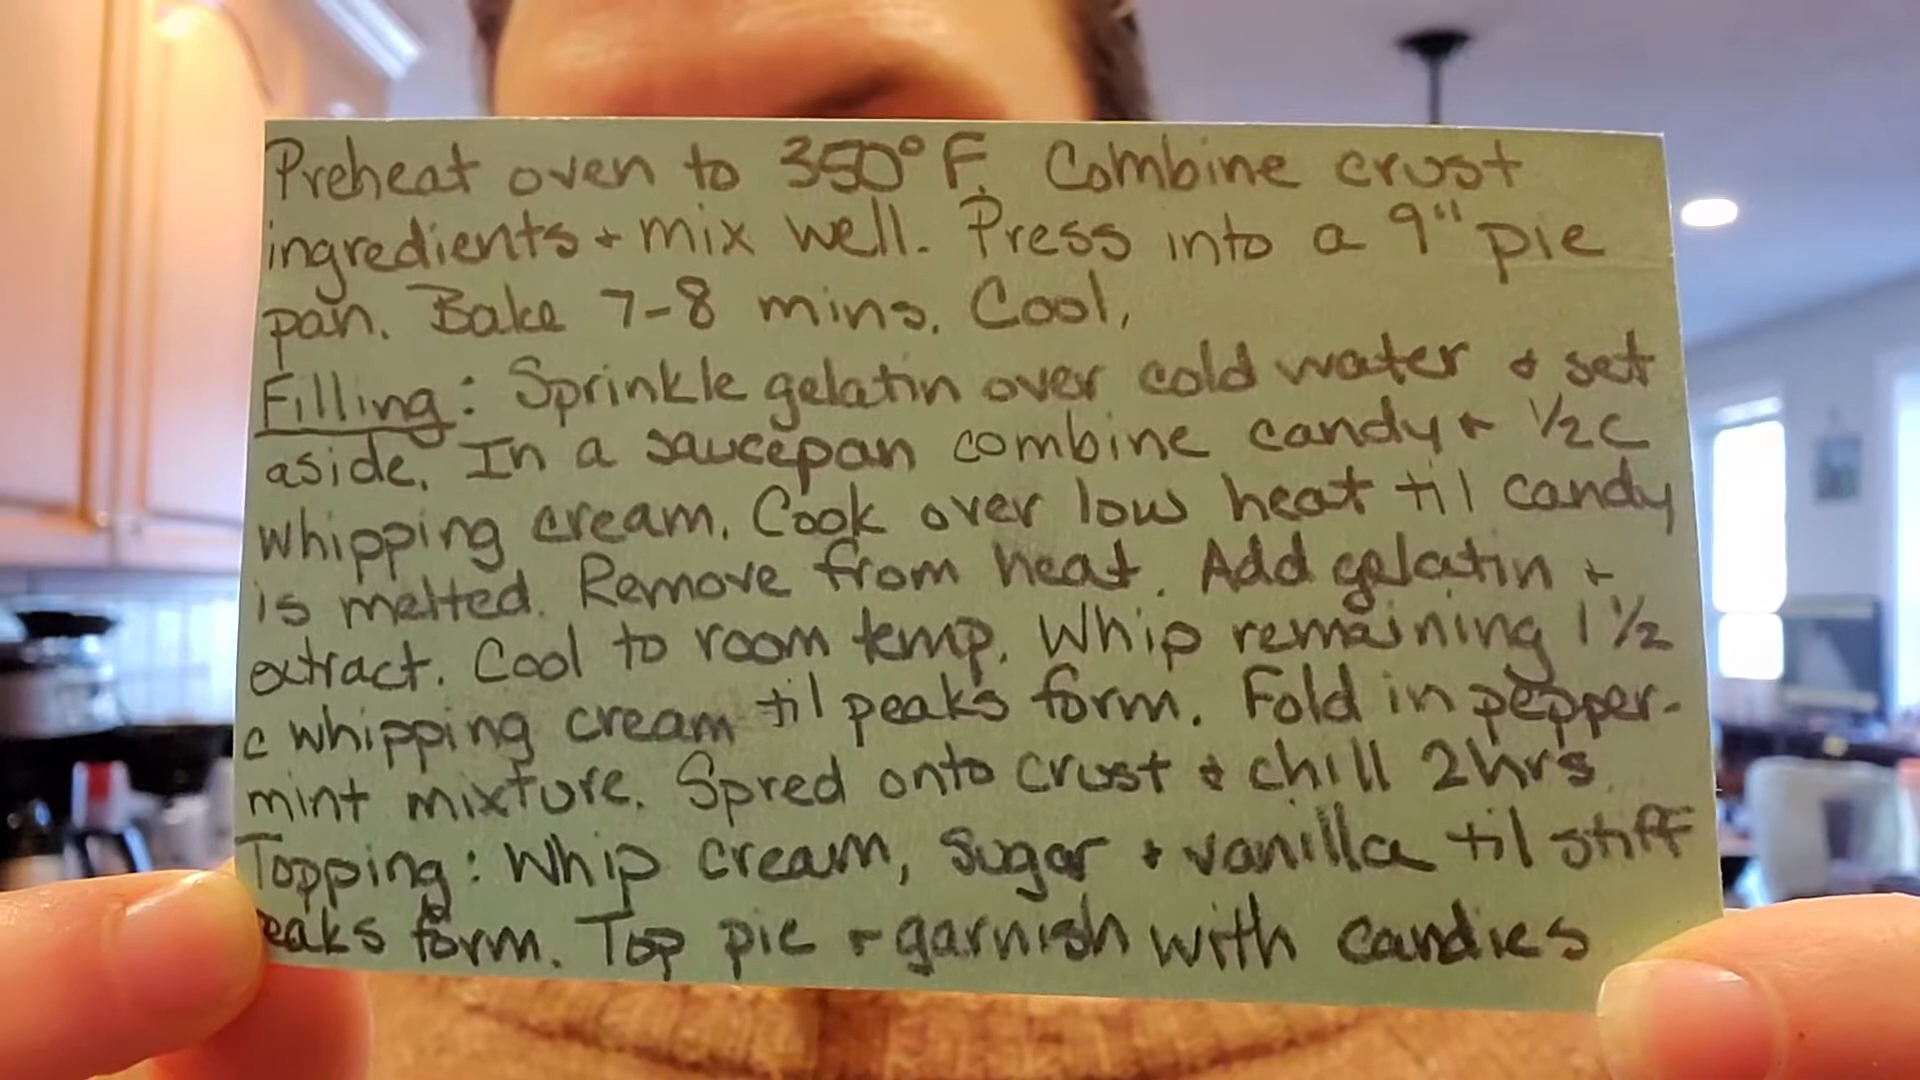 Preheat oven to 350° F. Combine crust
ingredients + mix well. Press into a 9" pie
pan. Bake 7-8 mins. Cool.
Filling: Sprinkle gelatin over cold water + set
aside. In a saucepan combine candy + 1/2 c
whipping cream. Cook over low heat til candy
is melted. Remove from heat. Add gelatin +
extract. Cool to room temp. Whip remaining 1 1/2
c whipping cream til peaks form. Fold in pepper-
mint mixture. Spred onto crust + chill 2hrs.
Topping: Whip cream, sugar + vanilla til stiff
peaks form. Top pie + garnish with candies